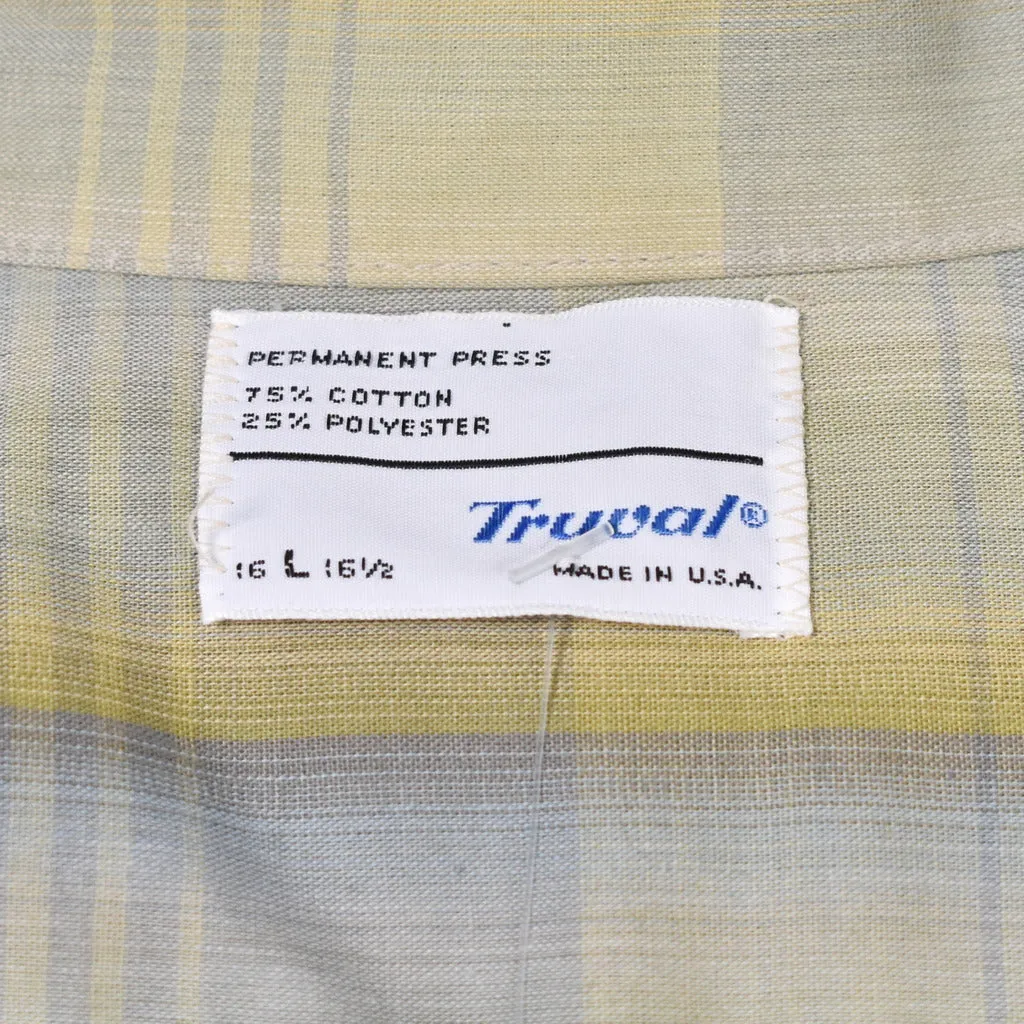 PERMANENT PRESS
75% COTTON
25% POLYESTER
Truval®
16 L 16½
MADE IN U.S.A.